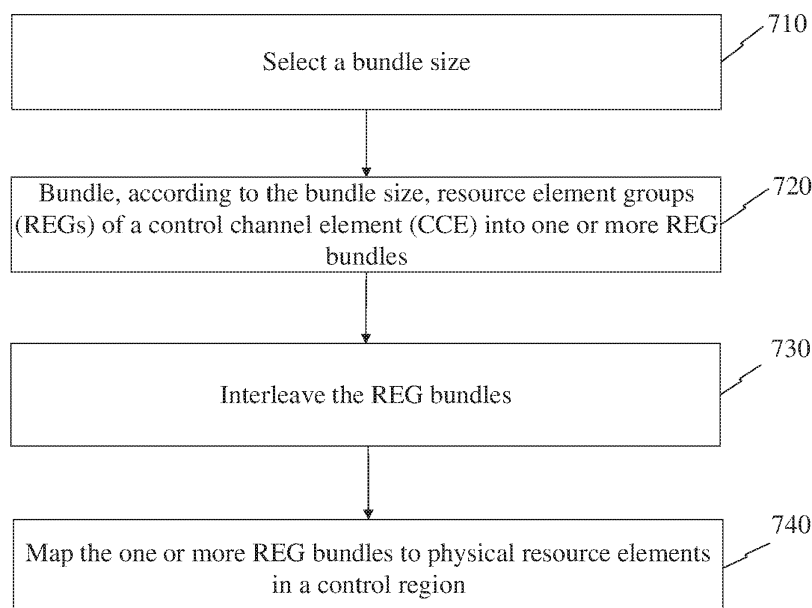 710
Select a bundle size
720
Bundle, according to the bundle size, resource element groups
(REGs) of a control channel element (CCE) into one or more REG
bundles
730
Interleave the REG bundles
740
Map the one or more REG bundles to physical resource elements
in a control region